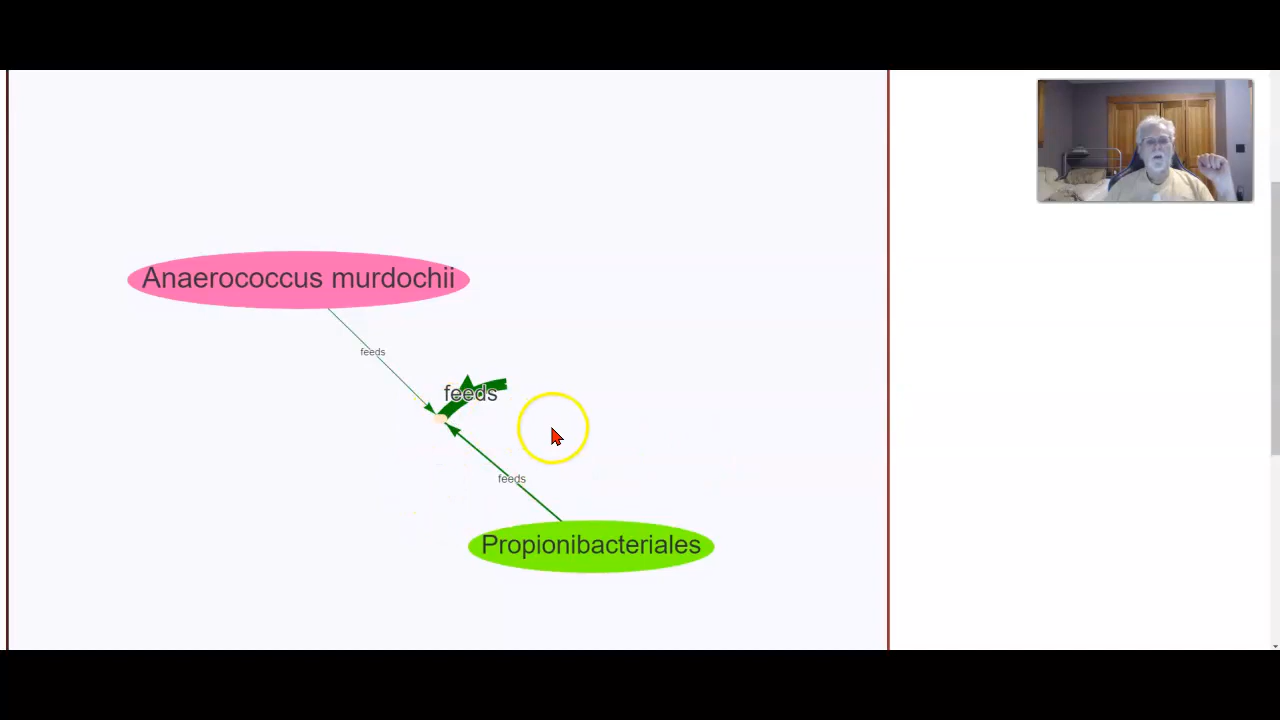 Anaerococcus murdochii
feeds
feeds
feeds
Propionibacteriales